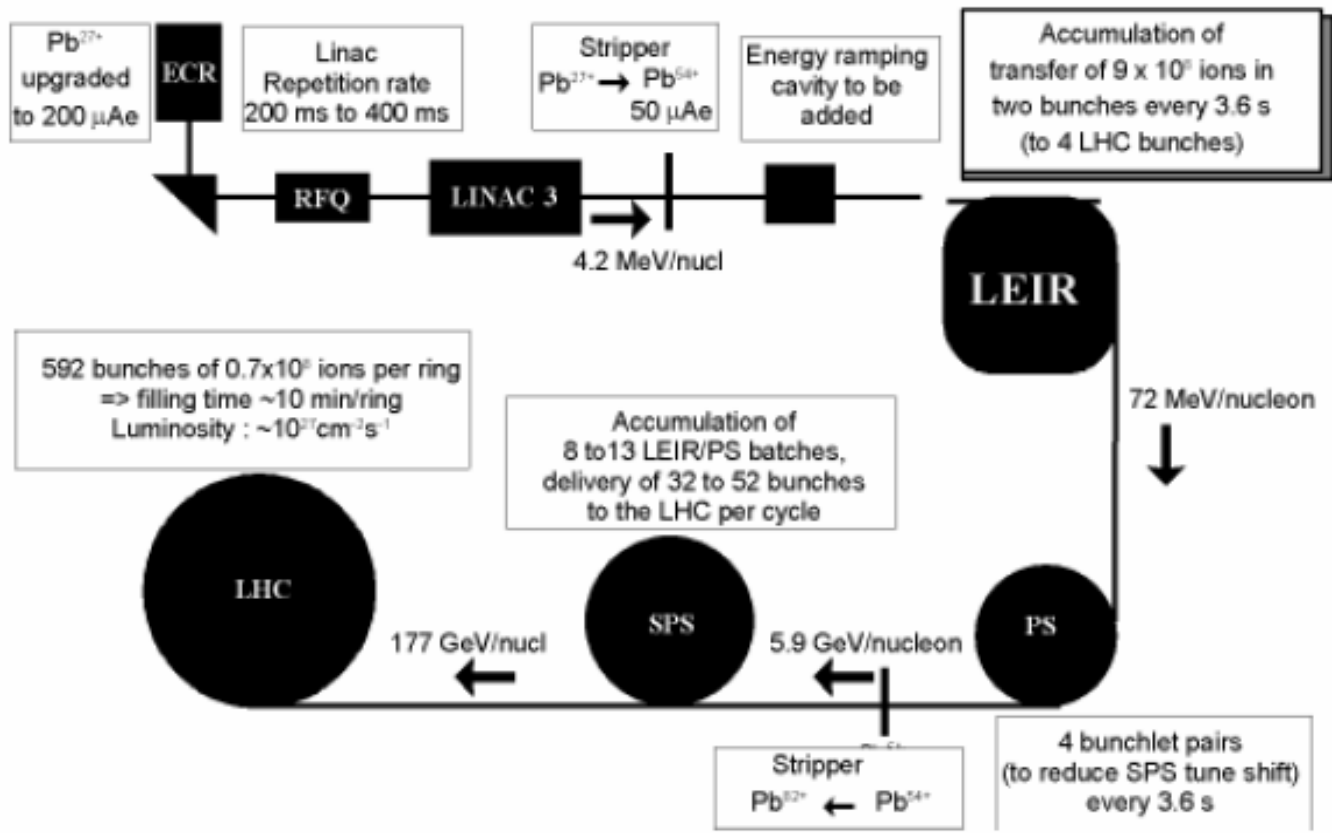 Pb²⁷⁺
upgraded
to 200 µAe
ECR
Linac
Repetition rate
200 ms to 400 ms
Stripper
Pb²⁷⁺ → Pb⁵⁴⁺
50 µAe
Energy ramping
cavity to be
added
Accumulation of
transfer of 9 x 10⁸ ions in
two bunches every 3.6 s
(to 4 LHC bunches)
RFQ
LINAC 3
4.2 MeV/nucl
LEIR
592 bunches of 0.7x10⁸ ions per ring
=> filling time ~10 min/ring
Luminosity : ~10²⁷cm⁻²s⁻¹
Accumulation of
8 to13 LEIR/PS batches,
delivery of 32 to 52 bunches
to the LHC per cycle
72 MeV/nucleon
LHC
SPS
PS
177 GeV/nucl
5.9 GeV/nucleon
Stripper
Pb⁸²⁺ ← Pb⁵⁴⁺
4 bunchlet pairs
(to reduce SPS tune shift)
every 3.6 s